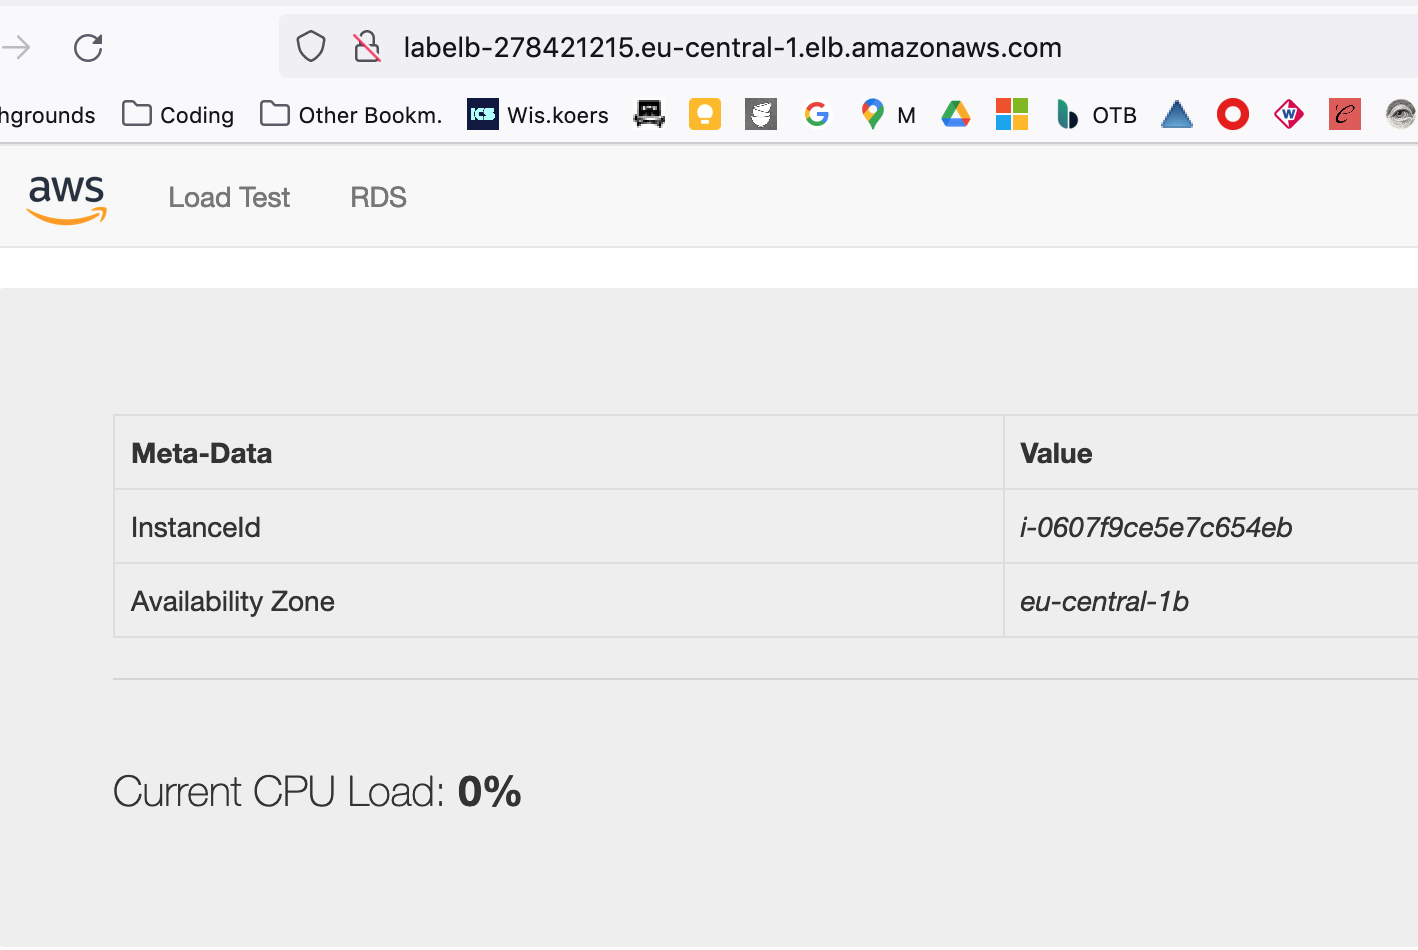 labelb-278421215.eu-central-1.elb.amazonaws.com
hgrounds Coding Other Bookm. ICS Wis.koers G M OTB W C
aws Load Test RDS
Meta-Data Value
InstanceId i-0607f9ce5e7c654eb
Availability Zone eu-central-1b
Current CPU Load: 0%